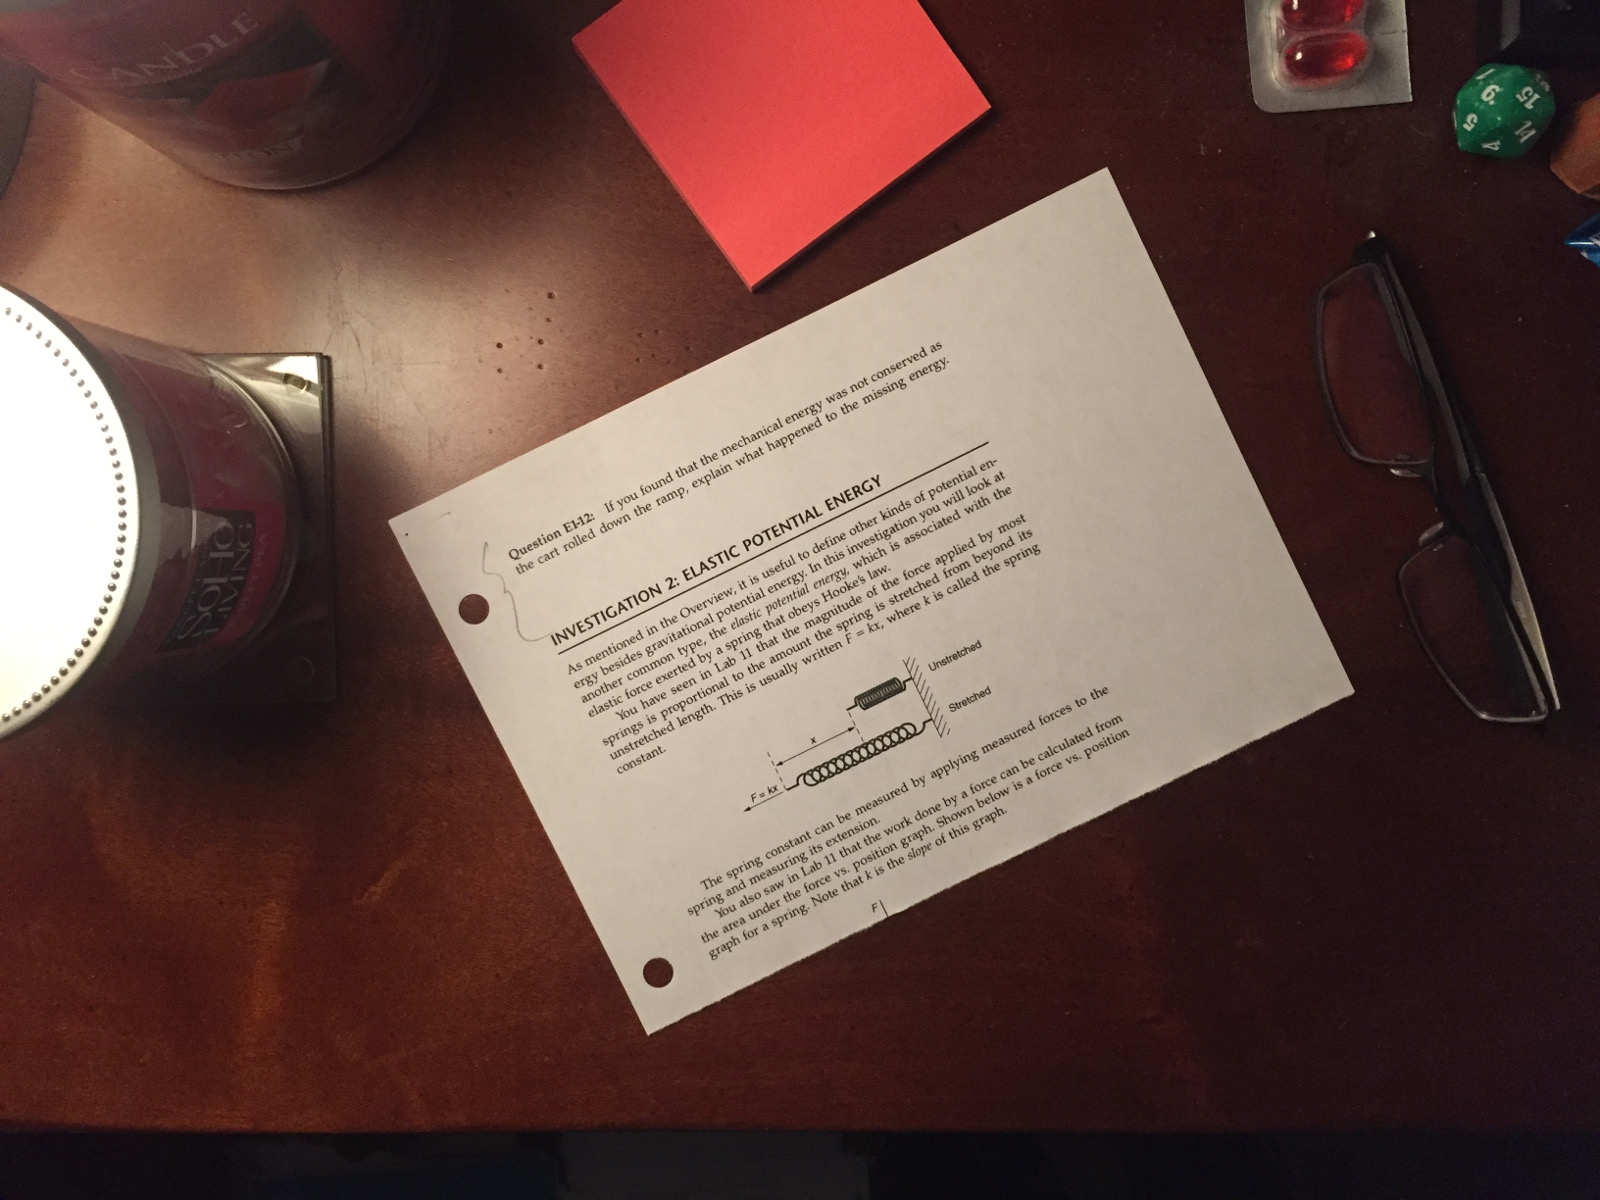 CANDLE
SOHO
LIVING
1
9.
15
5
14
4
Question E1-12: If you found that the mechanical energy was not conserved as
the cart rolled down the ramp, explain what happened to the missing energy.
INVESTIGATION 2: ELASTIC POTENTIAL ENERGY
As mentioned in the Overview, it is useful to define other kinds of potential en-
ergy besides gravitational potential energy. In this investigation you will look at
another common type, the elastic potential energy, which is associated with the
elastic force exerted by a spring that obeys Hooke's law.
You have seen in Lab 11 that the magnitude of the force applied by most
springs is proportional to the amount the spring is stretched from beyond its
unstretched length. This is usually written F = kx, where k is called the spring
constant.
Unstretched
Stretched
x
F = kx
The spring constant can be measured by applying measured forces to the
spring and measuring its extension.
You also saw in Lab 11 that the work done by a force can be calculated from
the area under the force vs. position graph. Shown below is a force vs. position
graph for a spring. Note that k is the slope of this graph.
F